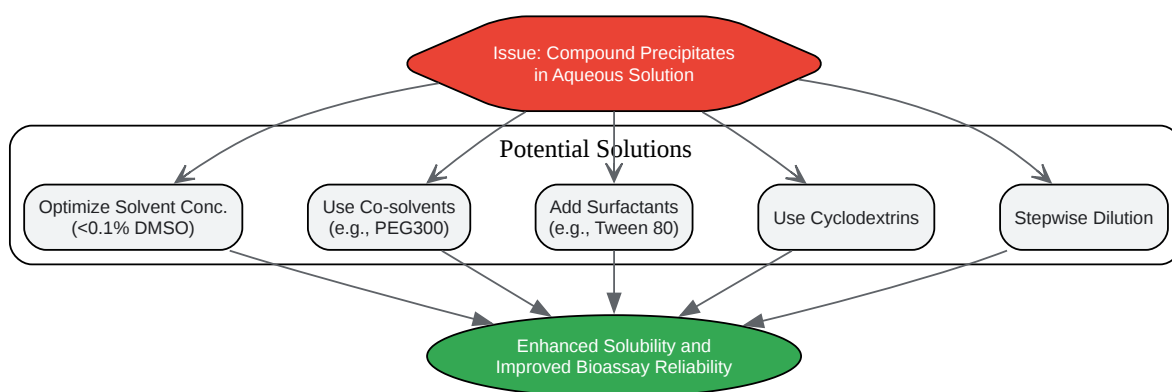 Issue: Compound Precipitates
in Aqueous Solution
Potential Solutions
Optimize Solvent Conc.
(<0.1% DMSO)
Use Co-solvents
(e.g., PEG300)
Add Surfactants
(e.g., Tween 80)
Use Cyclodextrins
Stepwise Dilution
Enhanced Solubility and
Improved Bioassay Reliability